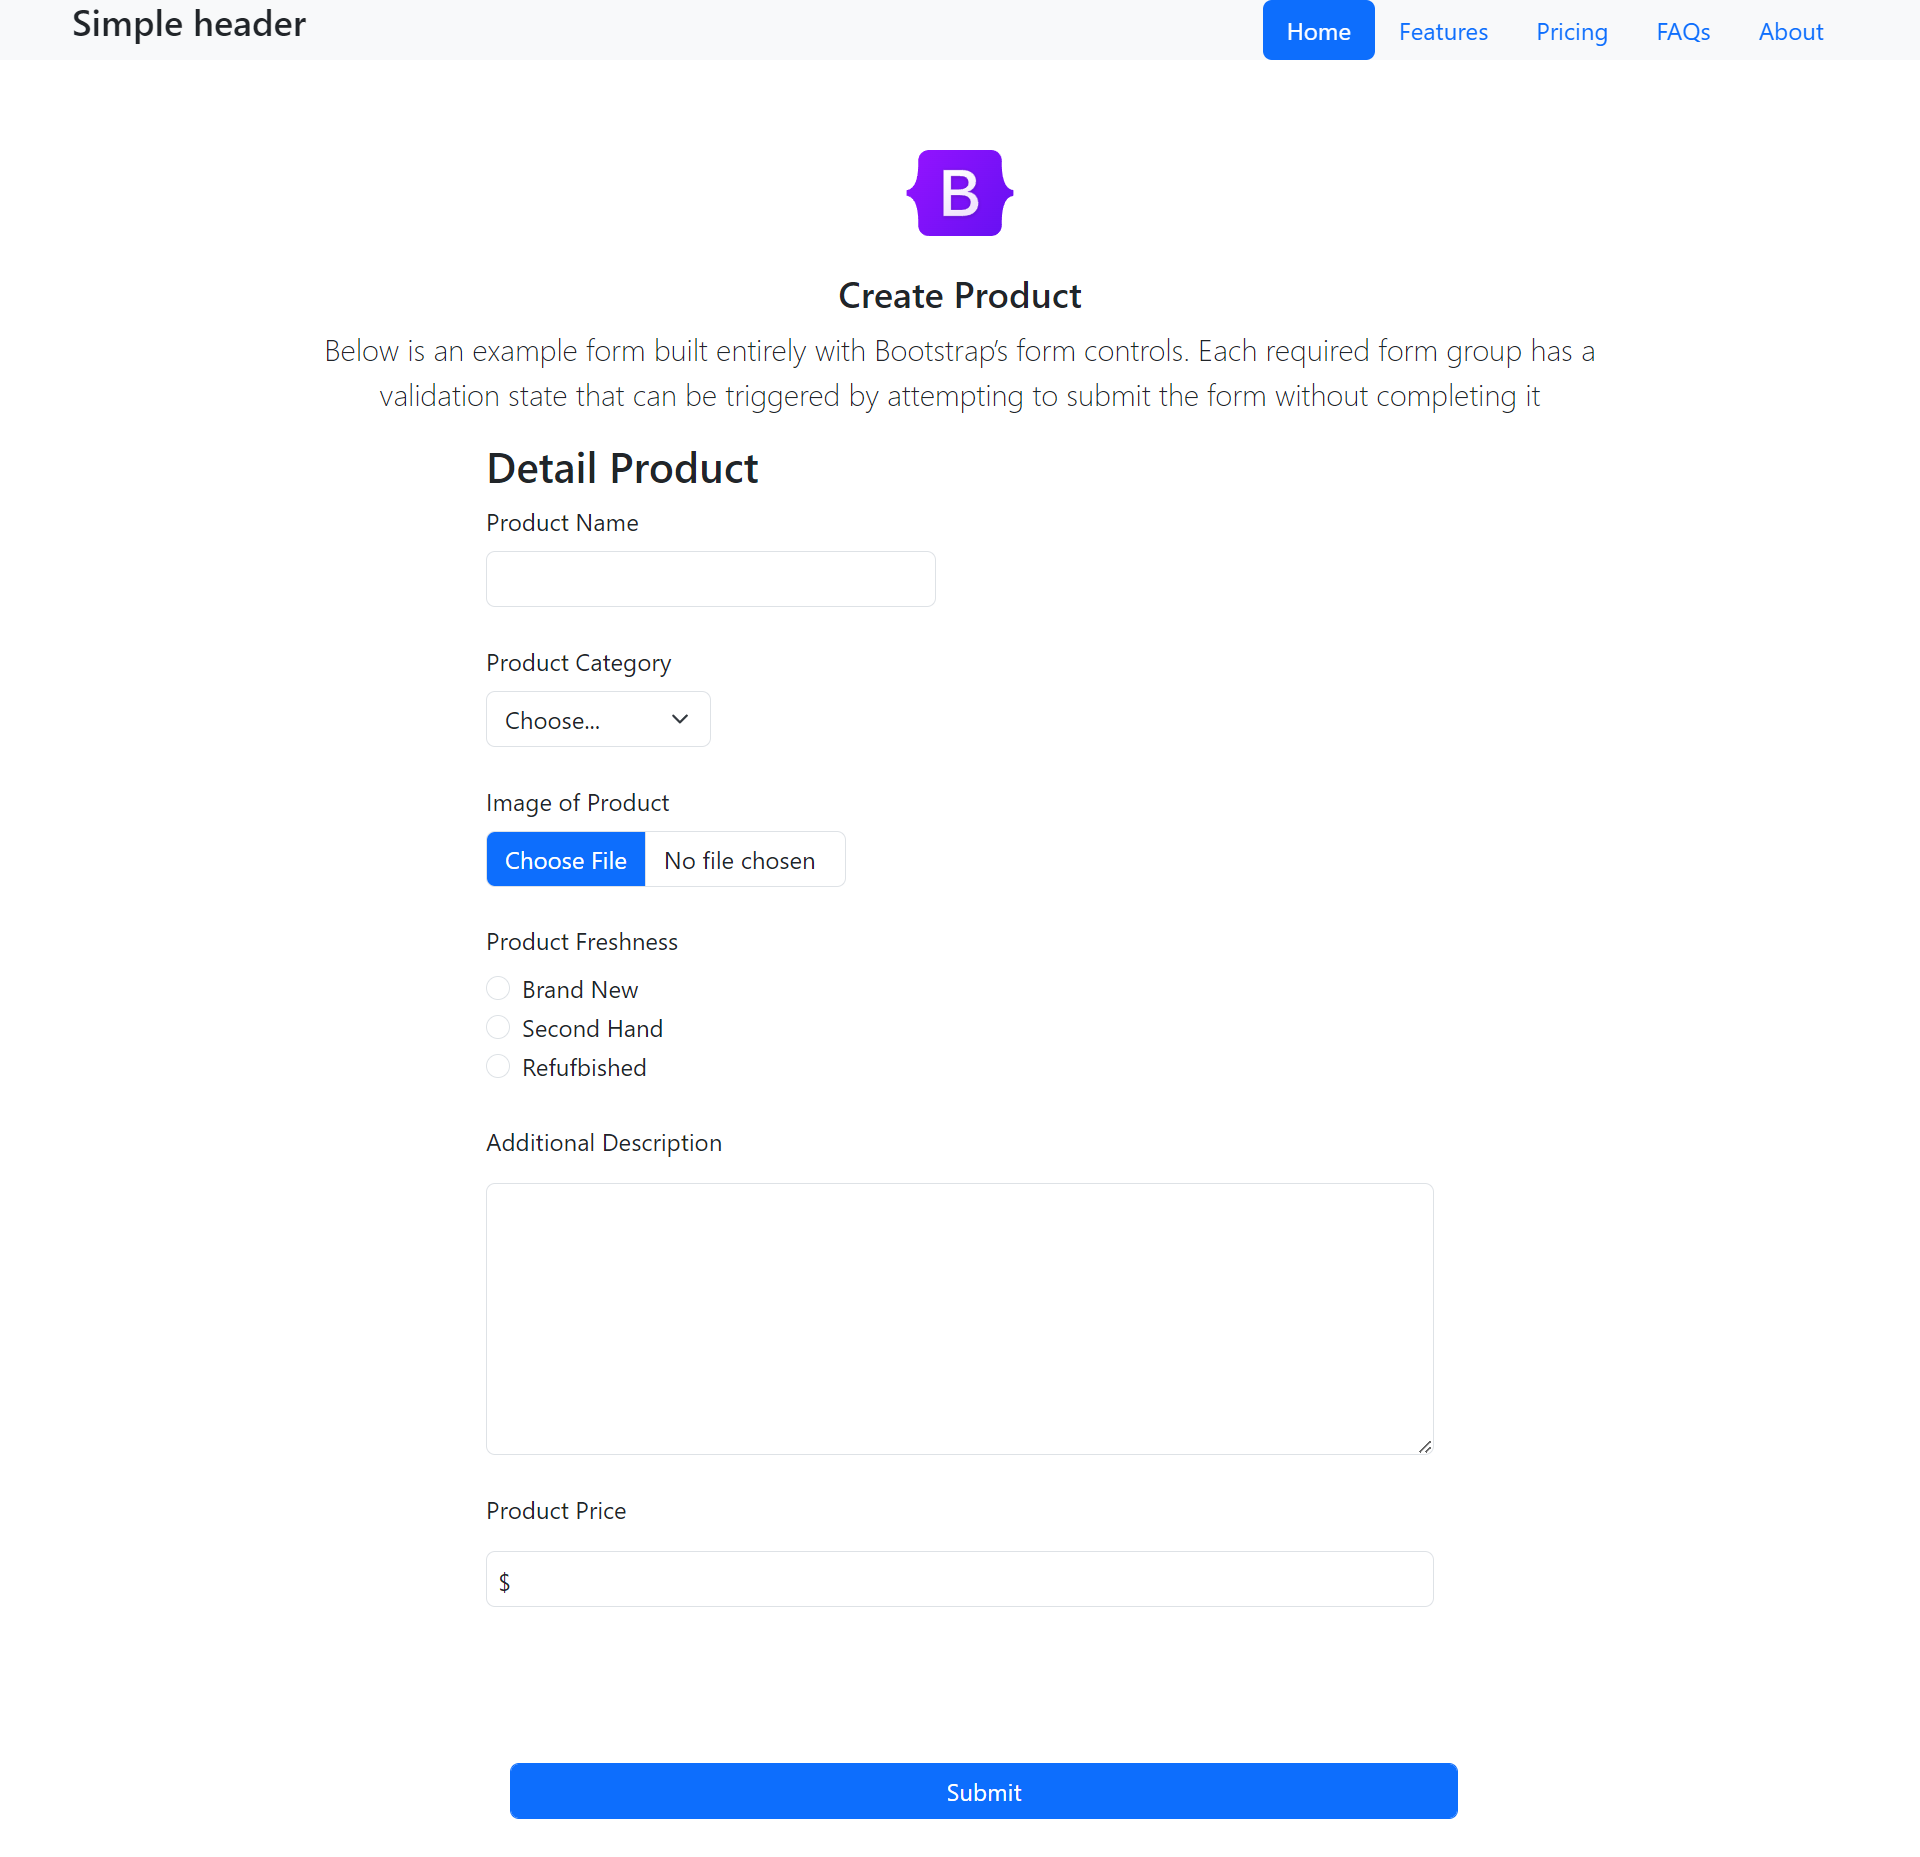 Simple header
Home Features Pricing FAQs About
B
Create Product
Below is an example form built entirely with Bootstrap’s form controls. Each required form group has a
validation state that can be triggered by attempting to submit the form without completing it
Detail Product
Product Name
Product Category
Choose...
Image of Product
Choose File No file chosen
Product Freshness
Brand New
Second Hand
Refufbished
Additional Description
Product Price
$
Submit